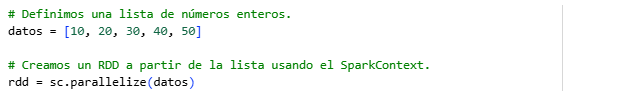 # Definimos una lista de números enteros.
datos = [10, 20, 30, 40, 50]
# Creamos un RDD a partir de la lista usando el SparkContext.
rdd = sc.parallelize(datos)